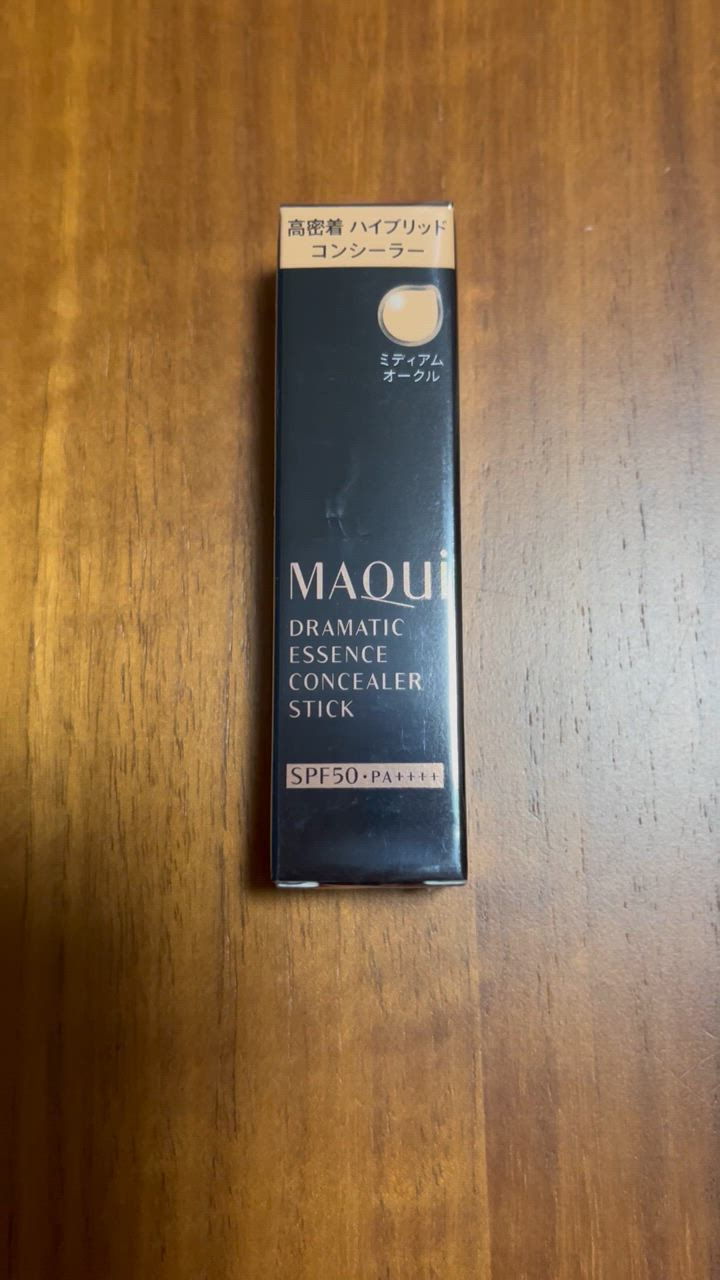 高密着 ハイブリッド
コンシーラー
ミディアム
オークル
MAQUi
DRAMATIC
ESSENCE
CONCEALER
STICK
SPF50・PA++++